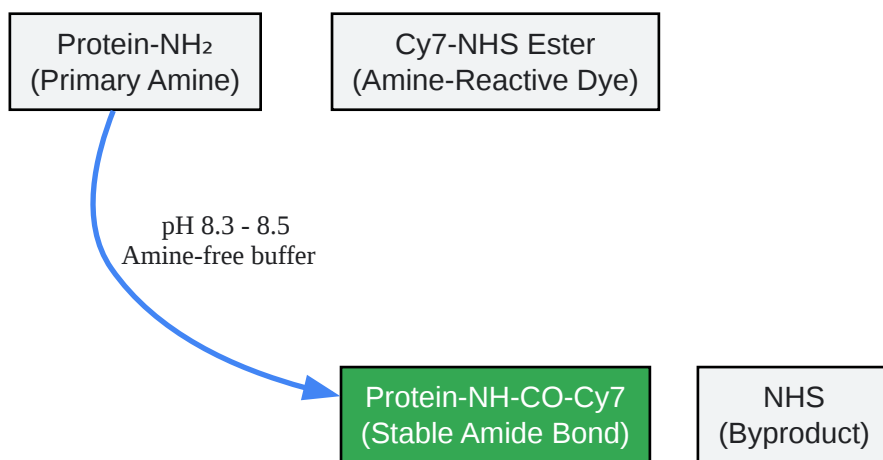 Protein-NH₂
(Primary Amine)
Cy7-NHS Ester
(Amine-Reactive Dye)
pH 8.3 - 8.5
Amine-free buffer
Protein-NH-CO-Cy7
(Stable Amide Bond)
NHS
(Byproduct)